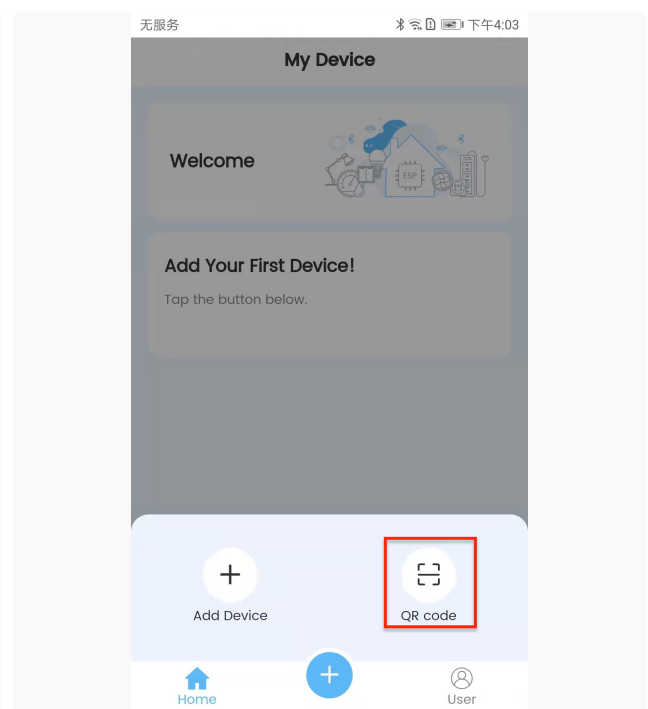 无服务 下午4:03
My Device
Welcome
ESP
Add Your First Device!
Tap the button below.
Add Device QR code
Home User